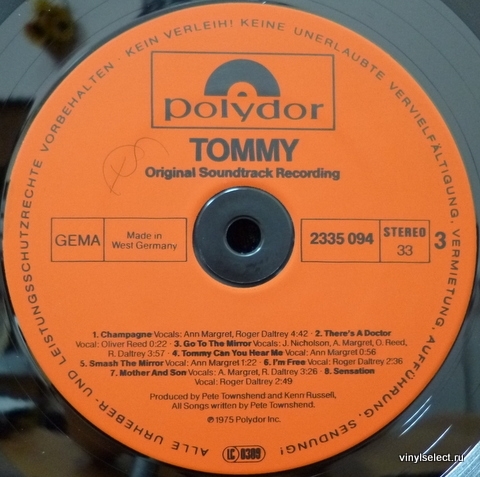 ALLE URHEBER- UND LEISTUNGSSCHUTZRECHTE VORBEHALTEN · KEIN VERLEIH! KEINE UNERLAUBTE VERVIELFÄLTIGUNG, VERMIETUNG, AUFFÜHRUNG, SENDUNG!
polydor
TOMMY
Original Soundtrack Recording
GEMA
Made in
West Germany
2335 094
STEREO
33
3
1. Champagne Vocals: Ann Margret, Roger Daltrey 4:42 · 2. There's A Doctor
Vocal: Oliver Reed 0:22 · 3. Go To The Mirror Vocals: J. Nicholson, A. Margret, O. Reed,
R. Daltrey 3:57 · 4. Tommy Can You Hear Me Vocal: Ann Margret 0:56
5. Smash The Mirror Vocal: Ann Margret 1:22 · 6. I'm Free Vocal: Roger Daltrey 2:36
7. Mother And Son Vocals: A. Margret, R. Daltrey 3:26 · 8. Sensation
Vocal: Roger Daltrey 2:49
Produced by Pete Townshend and Kenn Russell,
All Songs written by Pete Townshend.
℗ 1975 Polydor Inc.
LC 0309
vinylselect.ru